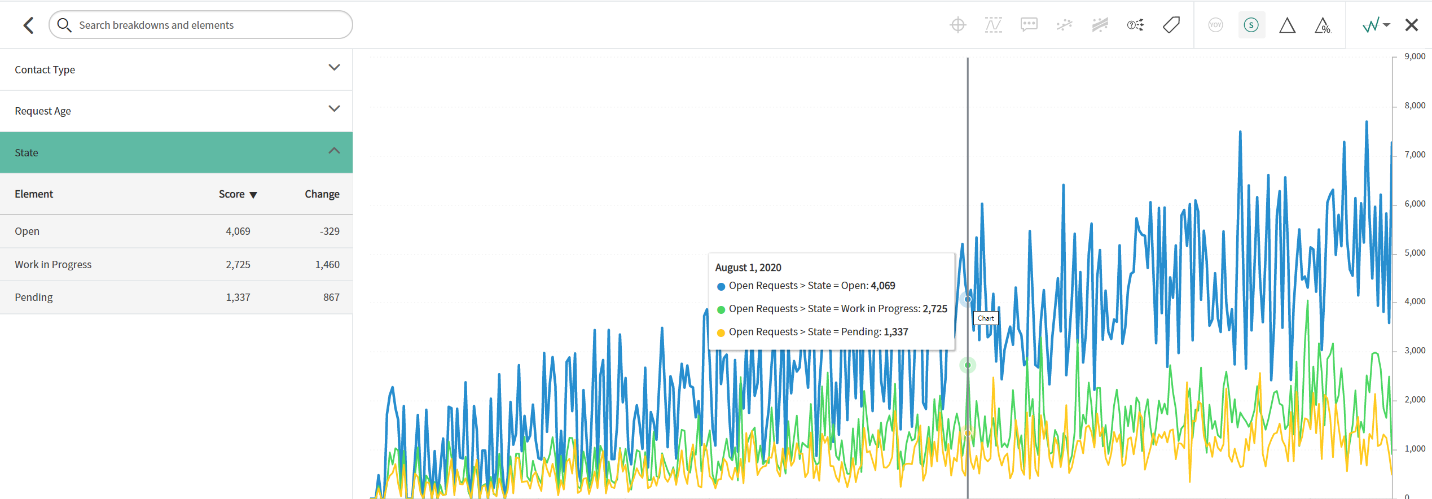 Search breakdowns and elements
YOY
S
%
Contact Type
Request Age
State
Element Score ▼ Change
Open 4,069 -329
Work in Progress 2,725 1,460
Pending 1,337 867
August 1, 2020
Open Requests > State = Open: 4,069
Open Requests > State = Work in Progress: 2,725
Open Requests > State = Pending: 1,337
Chart
9,000
8,000
7,000
6,000
5,000
4,000
3,000
2,000
1,000
0